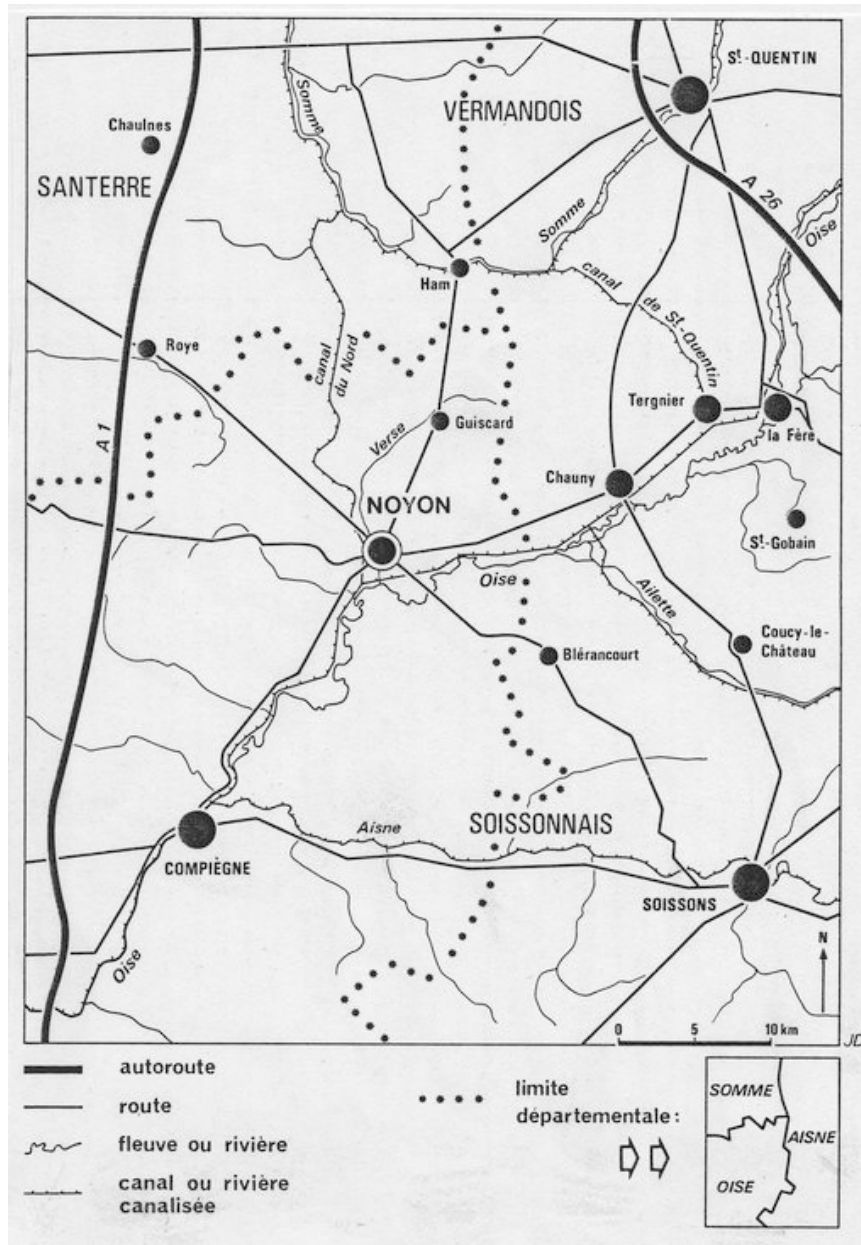 St-QUENTIN
Somme
VERMANDOIS
Chaulnes
SANTERRE
A 26
Oise
Somme
Ham
canal
de St-Quentin
canal
du Nord
Roye
A 1
Verse
Guiscard
Tergnier
la Fère
Chauny
NOYON
St-Gobain
Oise
Ailette
Blérancourt
Coucy-le-
Château
Aisne
SOISSONNAIS
COMPIÈGNE
SOISSONS
Oise
N
0 5 10 km
JD
autoroute
route
fleuve ou rivière
canal ou rivière
canalisée
limite
départementale :
SOMME
AISNE
OISE